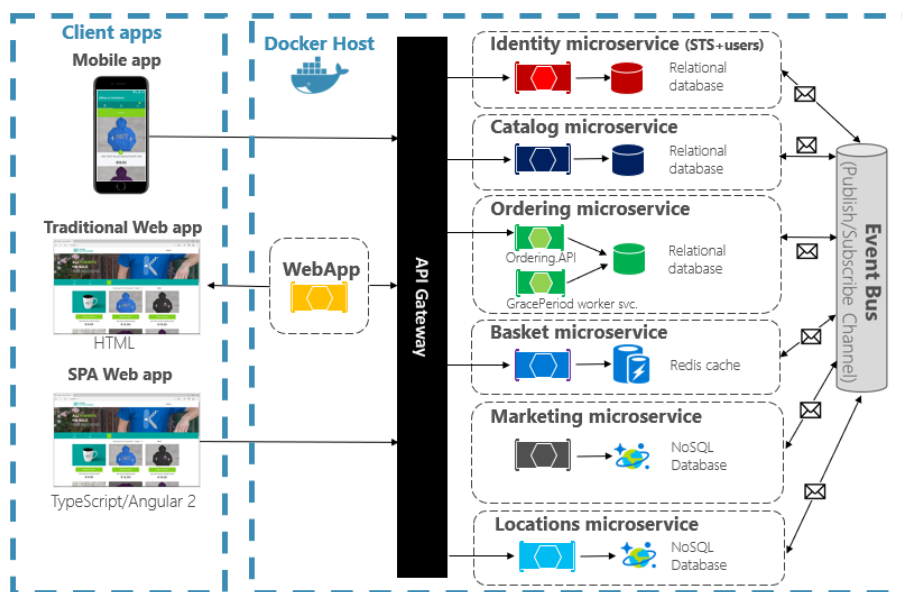 Client apps
Mobile app
Traditional Web app
HTML
SPA Web app
TypeScript/Angular 2
Docker Host
WebApp
API Gateway
Identity microservice (STS+users)
Relational
database
Catalog microservice
Relational
database
Ordering microservice
Ordering.API
Relational
database
GracePeriod worker svc.
Basket microservice
Redis cache
Marketing microservice
NoSQL
Database
Locations microservice
NoSQL
Database
Event Bus
(Publish/Subscribe Channel)